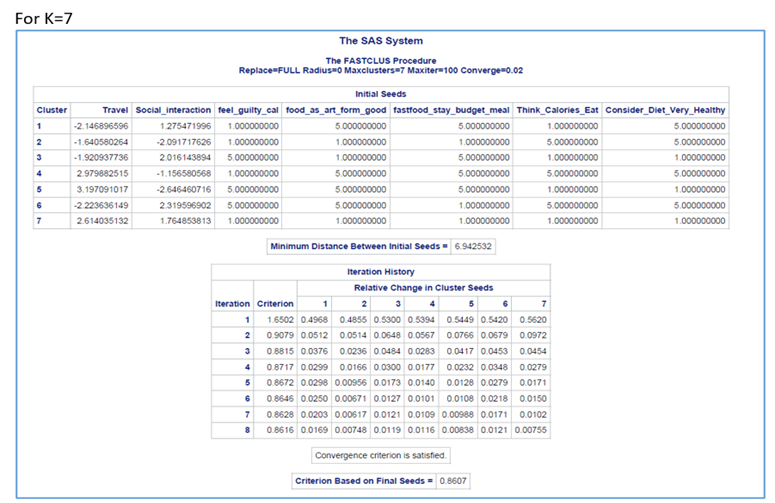 For K=7
The SAS System
The FASTCLUS Procedure
Replace=FULL Radius=0 Maxclusters=7 Maxiter=100 Converge=0.02
Initial Seeds
Cluster Travel Social_interaction feel_guilty_cal food_as_art_form_good fastfood_stay_budget_meal Think_Calories_Eat Consider_Diet_Very_Healthy
1 -2.146896596 1.275471996 1.000000000 5.000000000 5.000000000 1.000000000 5.000000000
2 -1.640580264 -2.091717626 1.000000000 1.000000000 1.000000000 5.000000000 5.000000000
3 -1.920937736 2.016143894 5.000000000 1.000000000 5.000000000 1.000000000 1.000000000
4 2.979882515 -1.156580568 1.000000000 5.000000000 5.000000000 5.000000000 5.000000000
5 3.197091017 -2.646460716 5.000000000 5.000000000 5.000000000 1.000000000 1.000000000
6 -2.223636149 2.319596902 5.000000000 5.000000000 1.000000000 5.000000000 5.000000000
7 2.614035132 1.764853813 1.000000000 1.000000000 1.000000000 1.000000000 1.000000000
Minimum Distance Between Initial Seeds = 6.942532
Iteration History
Relative Change in Cluster Seeds
Iteration Criterion 1 2 3 4 5 6 7
1 1.6502 0.4968 0.4855 0.5300 0.5394 0.5449 0.5420 0.5620
2 0.9079 0.0512 0.0514 0.0648 0.0567 0.0766 0.0679 0.0972
3 0.8815 0.0376 0.0236 0.0484 0.0283 0.0417 0.0453 0.0454
4 0.8717 0.0299 0.0166 0.0300 0.0177 0.0232 0.0348 0.0279
5 0.8672 0.0298 0.00956 0.0173 0.0140 0.0128 0.0279 0.0171
6 0.8646 0.0250 0.00671 0.0127 0.0101 0.0108 0.0218 0.0150
7 0.8628 0.0203 0.00617 0.0121 0.0109 0.00988 0.0171 0.0102
8 0.8616 0.0169 0.00748 0.0119 0.0116 0.00838 0.0121 0.00755
Convergence criterion is satisfied.
Criterion Based on Final Seeds = 0.8607